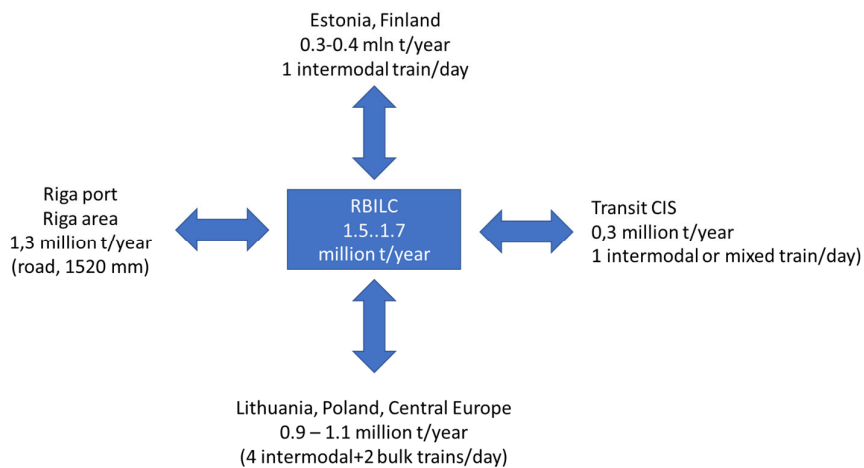 Estonia, Finland
0.3-0.4 mln t/year
1 intermodal train/day
Riga port
Riga area
1,3 million t/year
(road, 1520 mm)
RBILC
1.5..1.7
million t/year
Transit CIS
0,3 million t/year
1 intermodal or mixed train/day)
Lithuania, Poland, Central Europe
0.9 – 1.1 million t/year
(4 intermodal+2 bulk trains/day)